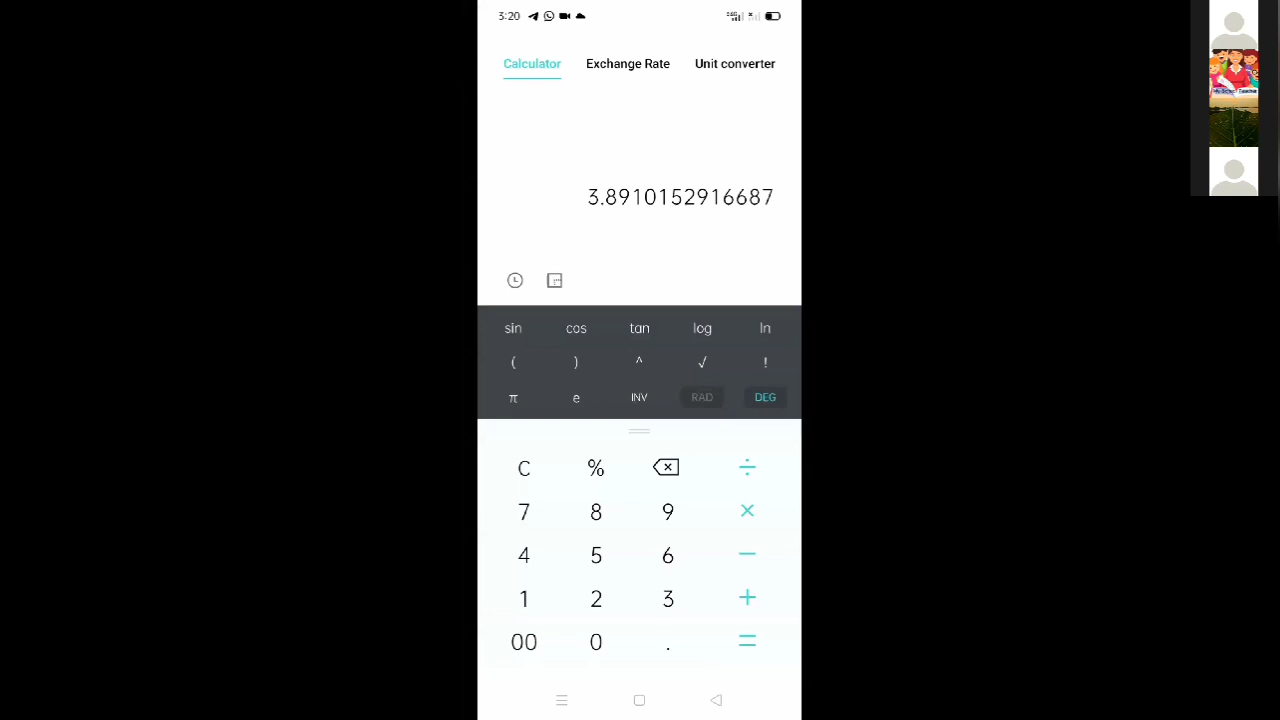 3:20
Calculator Exchange Rate Unit converter
3.8910152916687
sin cos tan log ln
( ) ^ √ !
π e INV RAD DEG
C % ÷
7 8 9 ×
4 5 6 −
1 2 3 +
00 0 . =